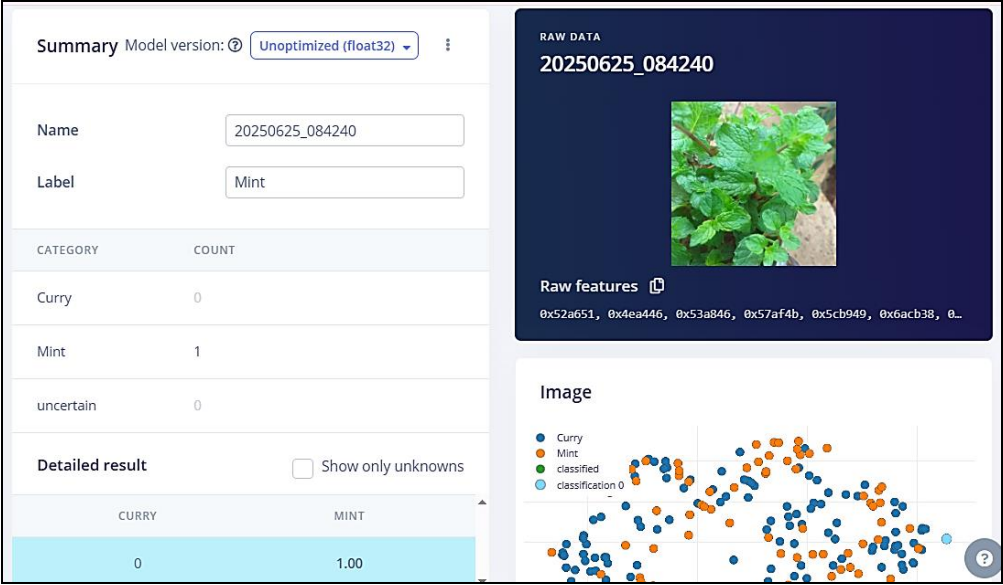 Summary Model version: ? Unoptimized (float32)
Name 20250625_084240
Label Mint
CATEGORY COUNT
Curry 0
Mint 1
uncertain 0
Detailed result Show only unknowns
CURRY MINT
0 1.00
RAW DATA
20250625_084240
Raw features
0x52a651, 0x4ea446, 0x53a846, 0x57af4b, 0x5cb949, 0x6acb38, 0…
Image
Curry
Mint
classified
classification 0
?